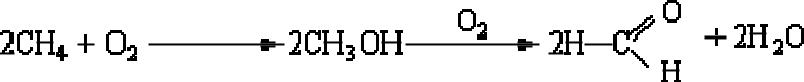 2CH₄ + O₂ ⟶ 2CH₃OH —O₂→ 2H—C(=O)—H + 2H₂O